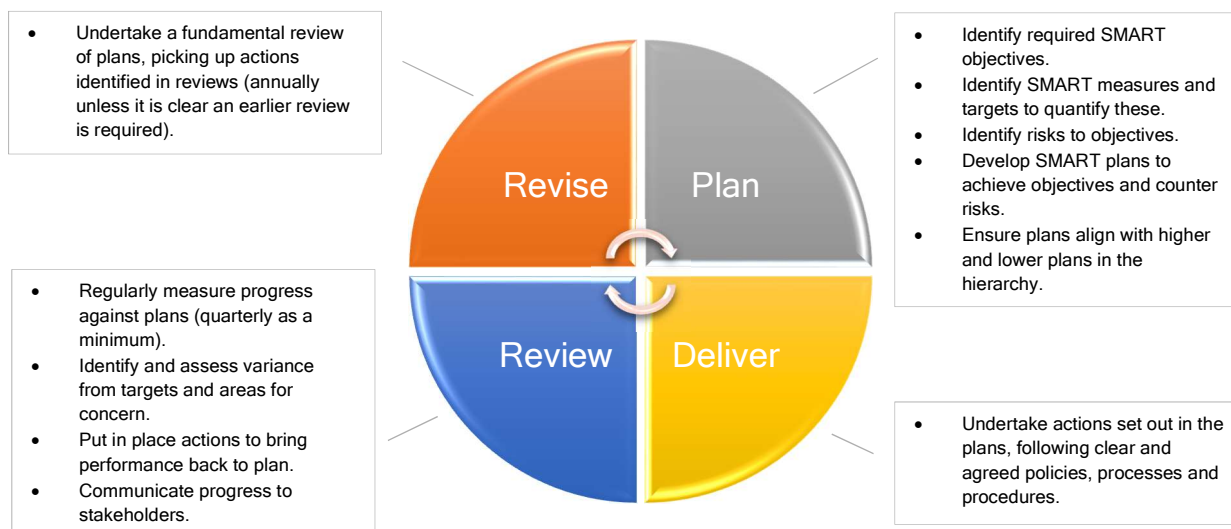 • Undertake a fundamental review
of plans, picking up actions
identified in reviews (annually
unless it is clear an earlier review
is required).
Revise
Plan
• Identify required SMART
objectives.
• Identify SMART measures and
targets to quantify these.
• Identify risks to objectives.
• Develop SMART plans to
achieve objectives and counter
risks.
• Ensure plans align with higher
and lower plans in the
hierarchy.
• Regularly measure progress
against plans (quarterly as a
minimum).
• Identify and assess variance
from targets and areas for
concern.
• Put in place actions to bring
performance back to plan.
• Communicate progress to
stakeholders.
Review
Deliver
• Undertake actions set out in the
plans, following clear and
agreed policies, processes and
procedures.